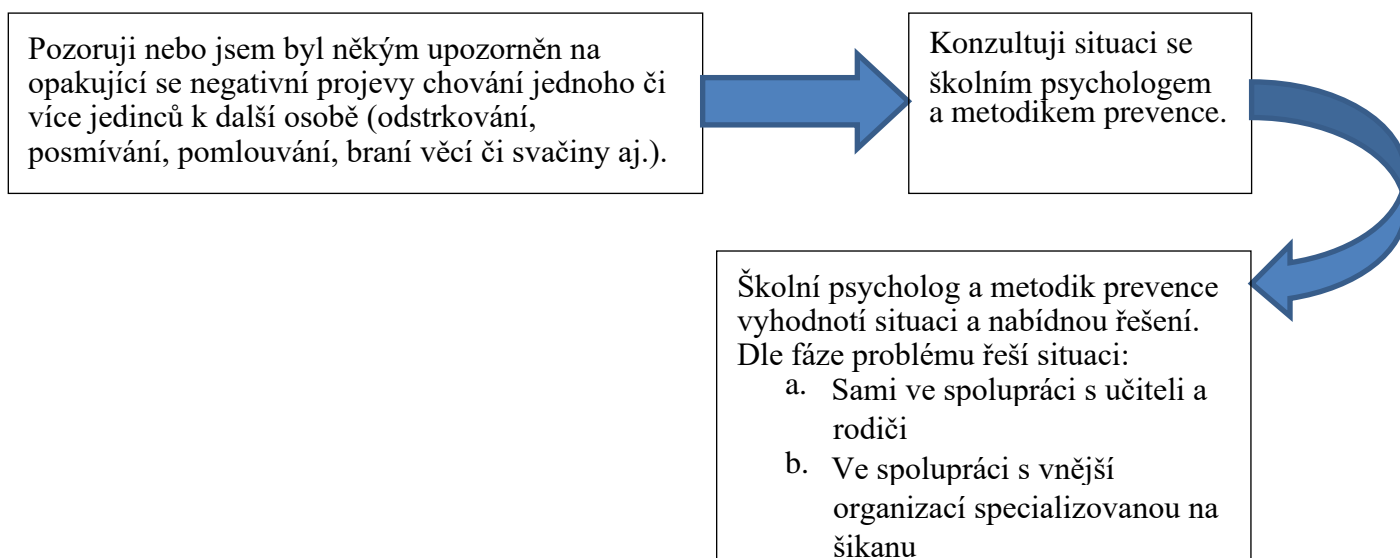 Pozoruji nebo jsem byl někým upozorněn na
opakující se negativní projevy chování jednoho či
více jedinců k další osobě (odstrkování,
posmívání, pomlouvání, braní věcí či svačiny aj.).
Konzultuji situaci se
školním psychologem
a metodikem prevence.
Školní psycholog a metodik prevence
vyhodnotí situaci a nabídnou řešení.
Dle fáze problému řeší situaci:
a. Sami ve spolupráci s učiteli a
rodiči
b. Ve spolupráci s vnější
organizací specializovanou na
šikanu